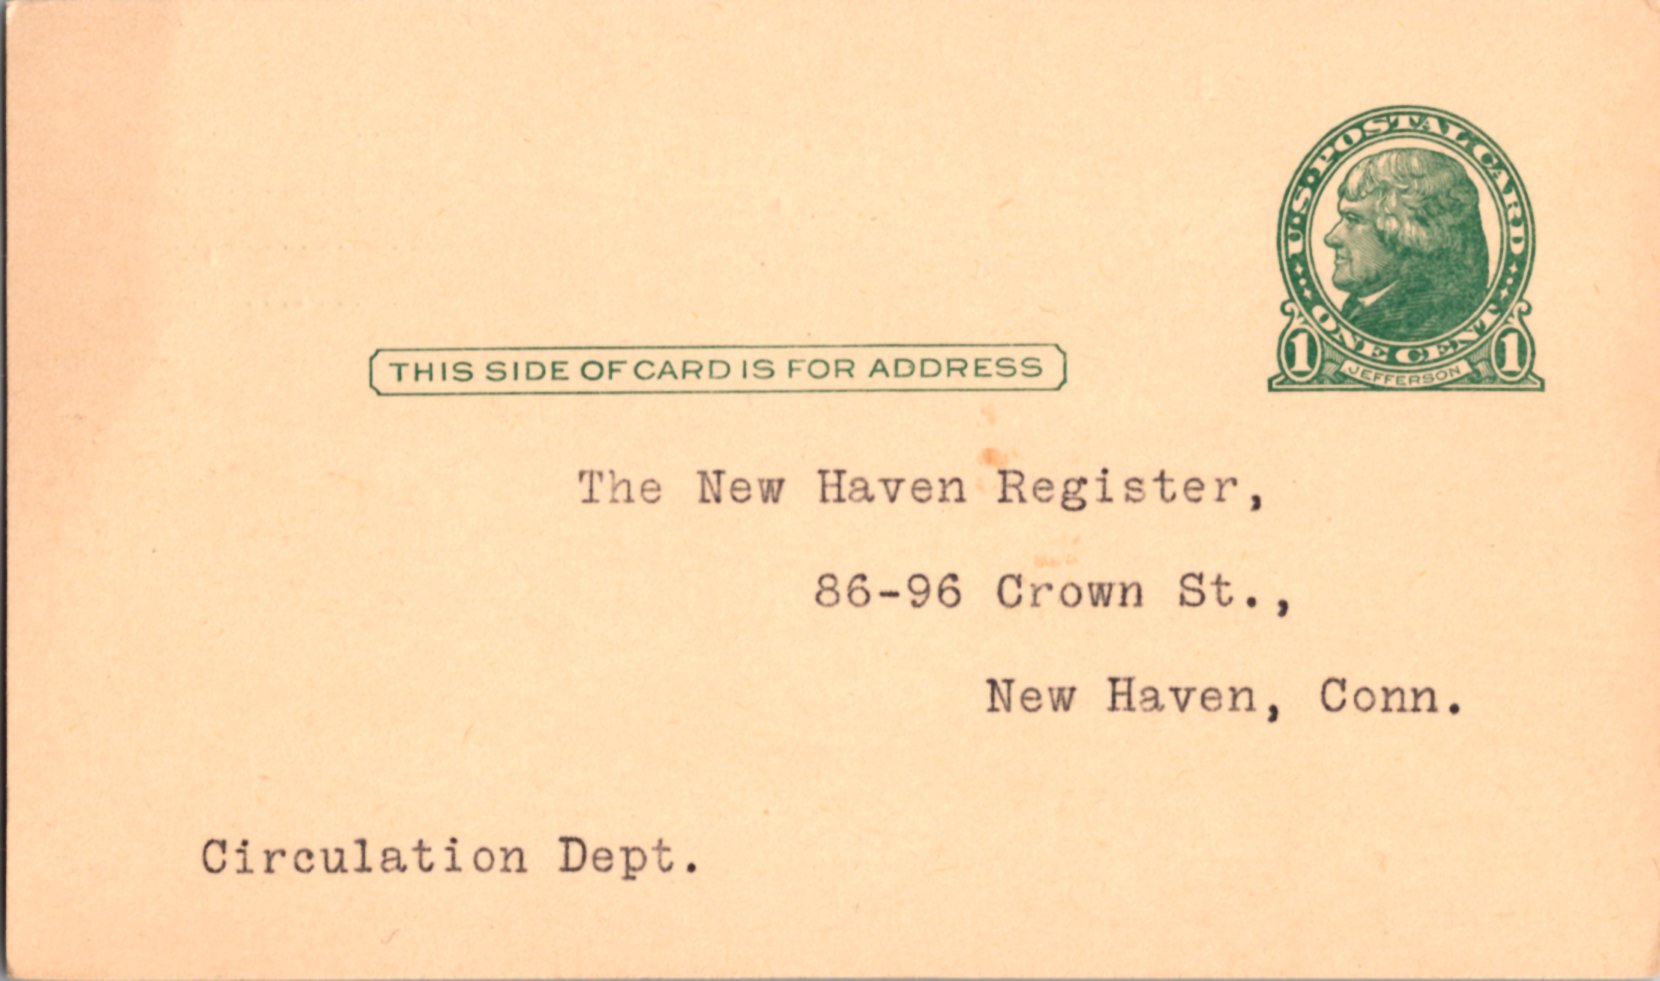 U.S. POSTAL CARD
ONE CENT
1 JEFFERSON 1
THIS SIDE OF CARD IS FOR ADDRESS
The New Haven Register,
86-96 Crown St.,
New Haven, Conn.
Circulation Dept.